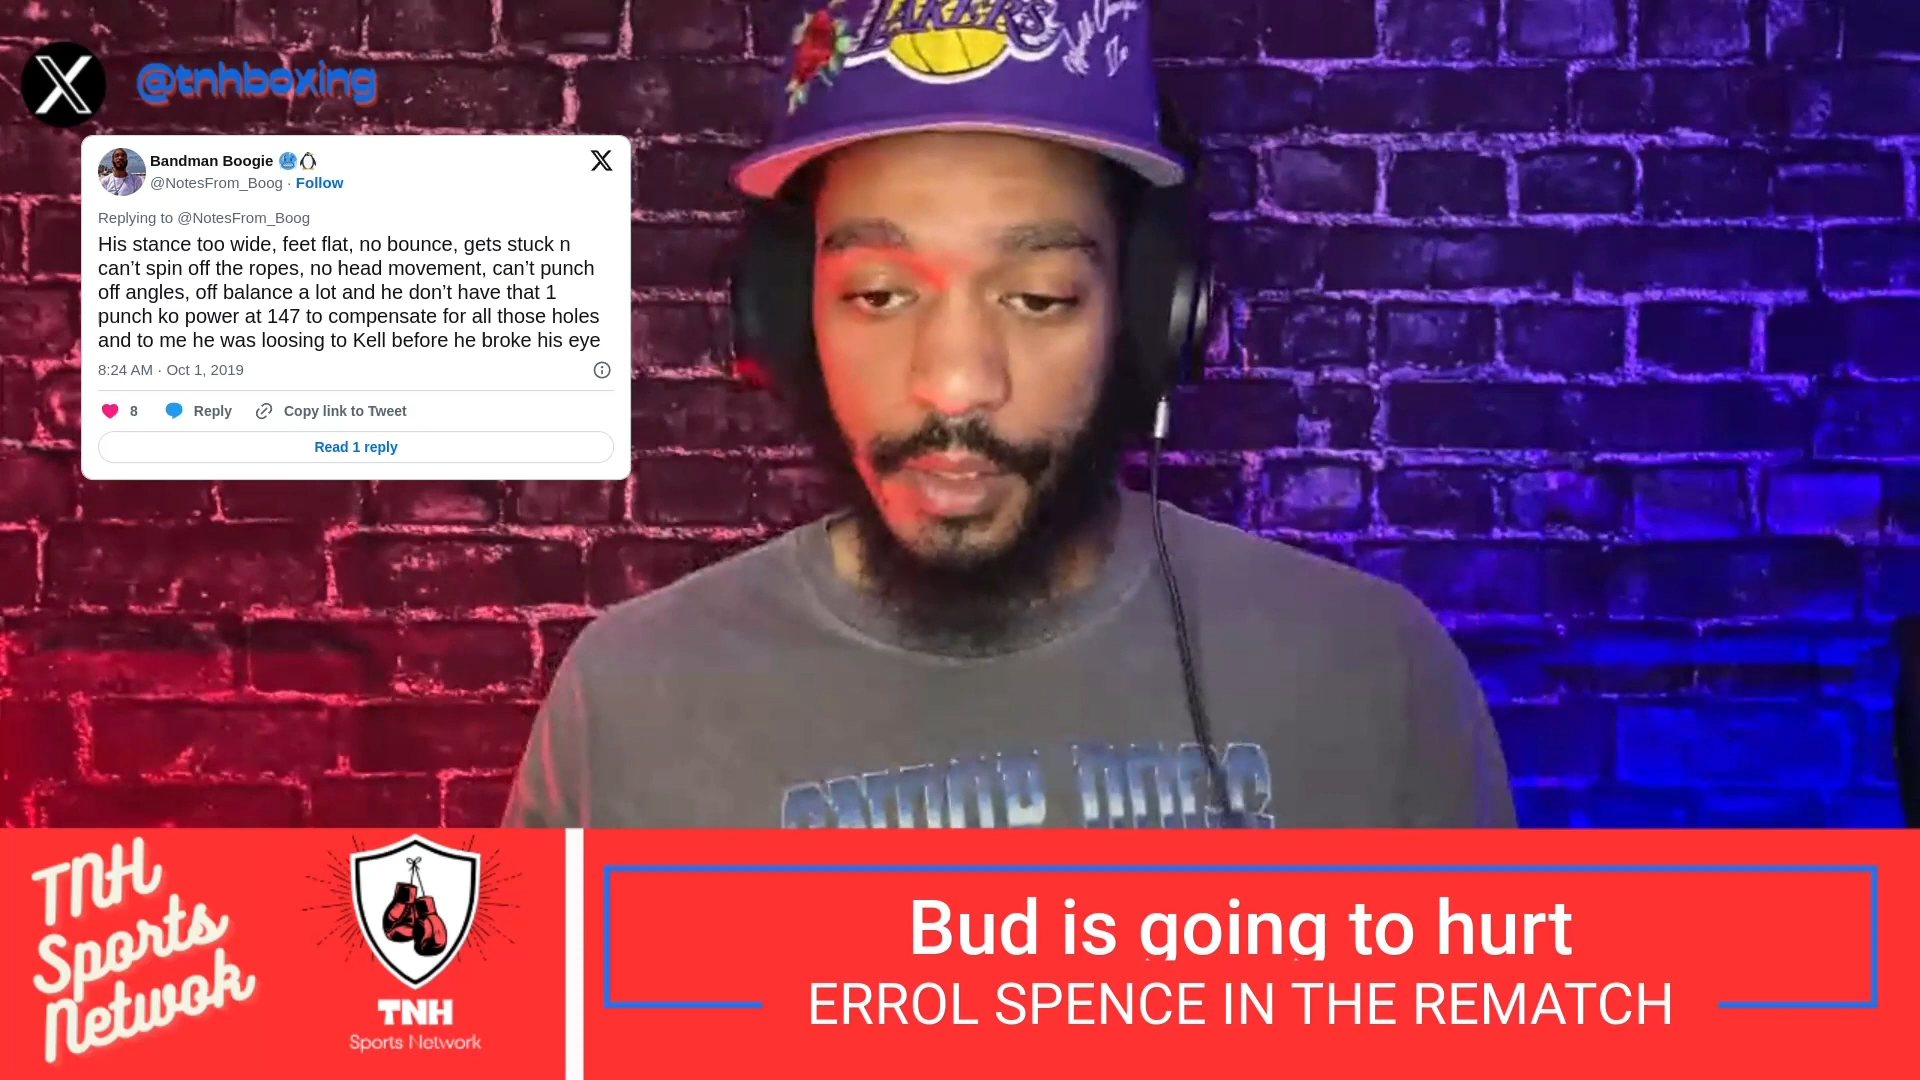 LAKERS
X
@tnhboxing
Bandman Boogie
@NotesFrom_Boog · Follow
Replying to @NotesFrom_Boog
His stance too wide, feet flat, no bounce, gets stuck n
can’t spin off the ropes, no head movement, can’t punch
off angles, off balance a lot and he don’t have that 1
punch ko power at 147 to compensate for all those holes
and to me he was loosing to Kell before he broke his eye
8:24 AM · Oct 1, 2019
8 Reply Copy link to Tweet
Read 1 reply
SNOOP DOGG
TNH
Sports
Netwok
TNH
Sports Network
Bud is going to hurt
ERROL SPENCE IN THE REMATCH